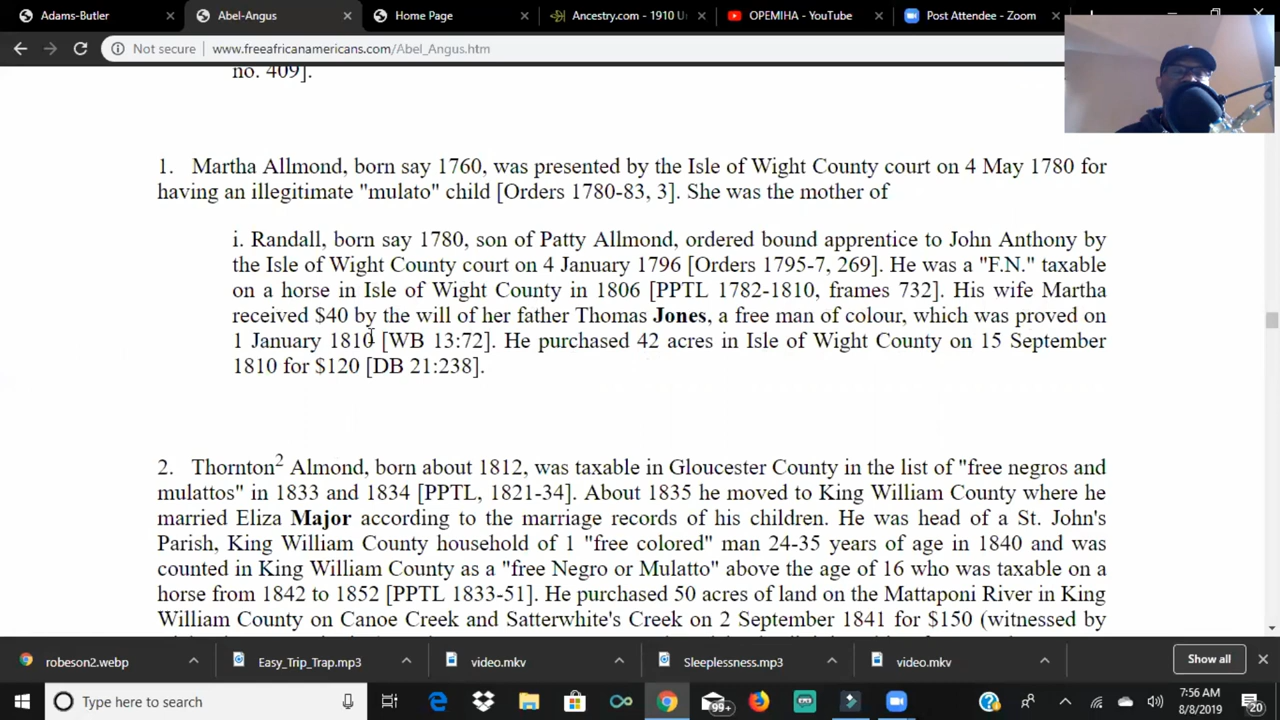 Adams-Butler
Abel-Angus
Home Page
Ancestry.com - 1910 U
OPEMIHA - YouTube
Post Attendee - Zoom
Not secure | www.freeafricanamericans.com/Abel_Angus.htm
no. 409].
1. Martha Allmond, born say 1760, was presented by the Isle of Wight County court on 4 May 1780 for
having an illegitimate "mulato" child [Orders 1780-83, 3]. She was the mother of
i. Randall, born say 1780, son of Patty Allmond, ordered bound apprentice to John Anthony by
the Isle of Wight County court on 4 January 1796 [Orders 1795-7, 269]. He was a "F.N." taxable
on a horse in Isle of Wight County in 1806 [PPTL 1782-1810, frames 732]. His wife Martha
received $40 by the will of her father Thomas Jones, a free man of colour, which was proved on
1 January 1810 [WB 13:72]. He purchased 42 acres in Isle of Wight County on 15 September
1810 for $120 [DB 21:238].
2. Thornton2 Almond, born about 1812, was taxable in Gloucester County in the list of "free negros and
mulattos" in 1833 and 1834 [PPTL, 1821-34]. About 1835 he moved to King William County where he
married Eliza Major according to the marriage records of his children. He was head of a St. John's
Parish, King William County household of 1 "free colored" man 24-35 years of age in 1840 and was
counted in King William County as a "free Negro or Mulatto" above the age of 16 who was taxable on a
horse from 1842 to 1852 [PPTL 1833-51]. He purchased 50 acres of land on the Mattaponi River in King
William County on Canoe Creek and Satterwhite's Creek on 2 September 1841 for $150 (witnessed by
robeson2.webp
Easy_Trip_Trap.mp3
video.mkv
Sleeplessness.mp3
video.mkv
Show all
Type here to search
99+
7:56 AM
8/8/2019
20